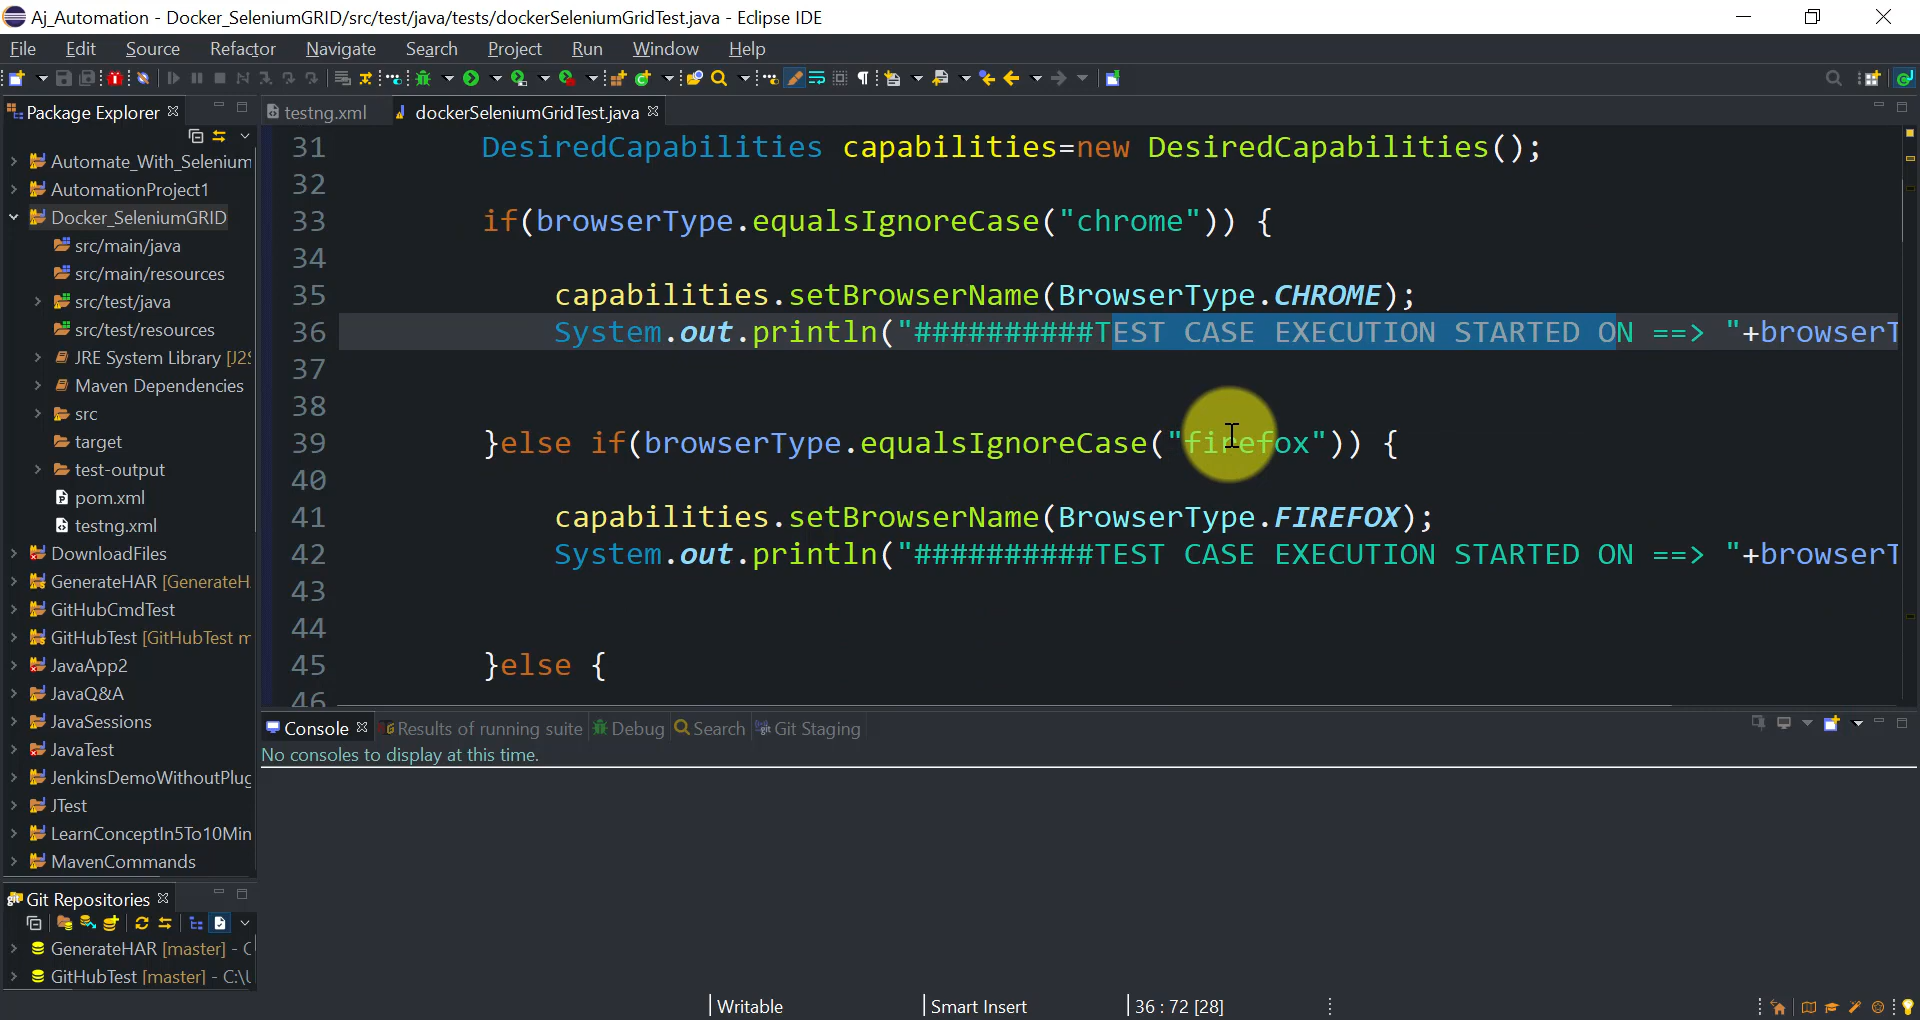 Aj_Automation - Docker_SeleniumGRID/src/test/java/tests/dockerSeleniumGridTest.java - Eclipse IDE
File Edit Source Refactor Navigate Search Project Run Window Help
Package Explorer
Automate_With_Selenium
AutomationProject1
Docker_SeleniumGRID
src/main/java
src/main/resources
src/test/java
src/test/resources
JRE System Library [J2S
Maven Dependencies
src
target
test-output
pom.xml
testng.xml
DownloadFiles
GenerateHAR [GenerateH
GitHubCmdTest
GitHubTest [GitHubTest m
JavaApp2
JavaQ&A
JavaSessions
JavaTest
JenkinsDemoWithoutPlug
JTest
LearnConceptIn5To10Min
MavenCommands
Git Repositories
GenerateHAR [master] - C
GitHubTest [master] - C:\U
testng.xml dockerSeleniumGridTest.java
31 DesiredCapabilities capabilities=new DesiredCapabilities();
32
33 if(browserType.equalsIgnoreCase("chrome")) {
34
35 capabilities.setBrowserName(BrowserType.CHROME);
36 System.out.println("##########TEST CASE EXECUTION STARTED ON ==> "+browserT
37
38
39 }else if(browserType.equalsIgnoreCase("firefox")) {
40
41 capabilities.setBrowserName(BrowserType.FIREFOX);
42 System.out.println("##########TEST CASE EXECUTION STARTED ON ==> "+browserT
43
44
45 }else {
46
Console Results of running suite Debug Search Git Staging
No consoles to display at this time.
Writable Smart Insert 36 : 72 [28]